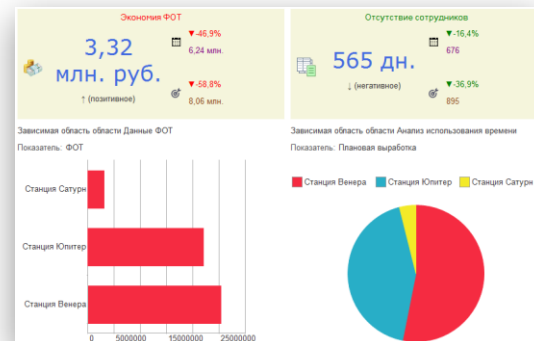 Экономия ФОТ
3,32
млн. руб.
↑ (позитивное)
▼-46,9%
6,24 млн.
▼-58,8%
8,06 млн.
Отсутствие сотрудников
565 дн.
↓ (негативное)
▼-16,4%
676
▼-36,9%
895
Зависимая область области Данные ФОТ
Показатель: ФОТ
Станция Сатурн
Станция Юпитер
Станция Венера
0 5000000 15000000 25000000
Зависимая область области Анализ использования времени
Показатель: Плановая выработка
Станция Венера Станция Юпитер Станция Сатурн